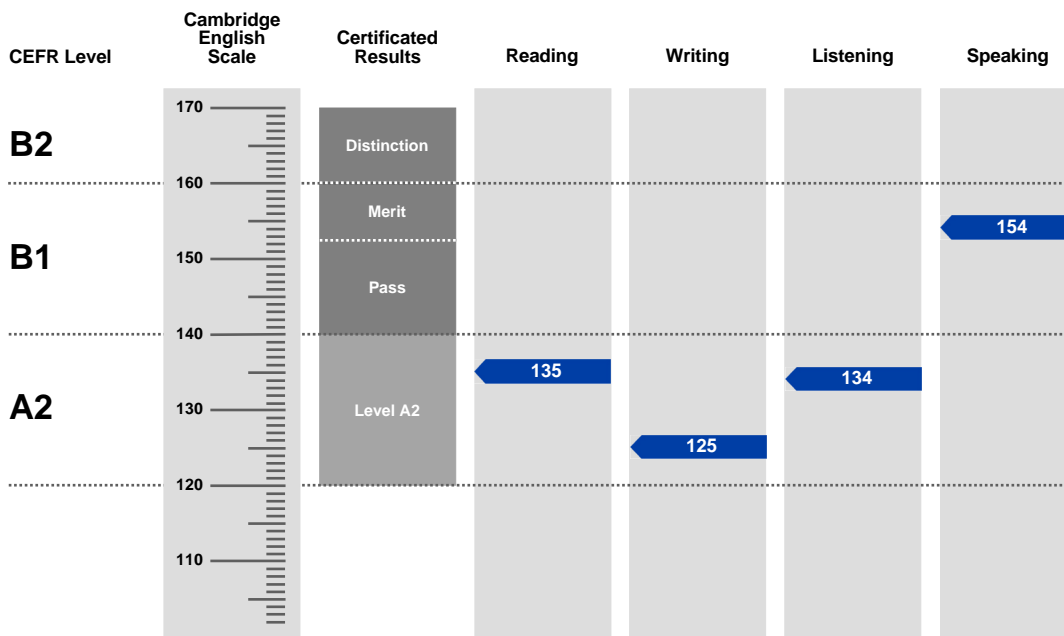 CEFR Level
Cambridge
English
Scale
Certificated
Results
Reading
Writing
Listening
Speaking
170
B2
Distinction
160
Merit
154
B1
150
Pass
140
135
134
A2
130
Level A2
125
120
110